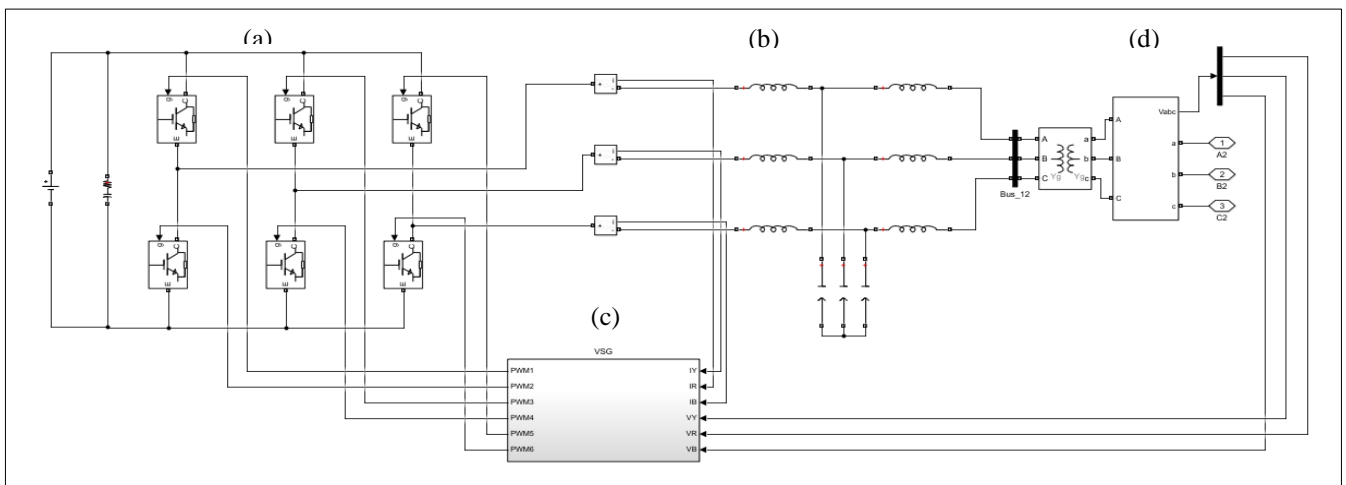 (a) (b) (d)
g C E
g C E
g C E
i + -
i + -
i + -
Vabc
A B C
Yg Yg
a b c
A B C
a b c
1
A2
2
B2
3
C2
Bus_12
g C E
g C E
g C E
(c)
VSG
PWM1 IY
PWM2 IR
PWM3 IB
PWM4 VY
PWM5 VR
PWM6 VB